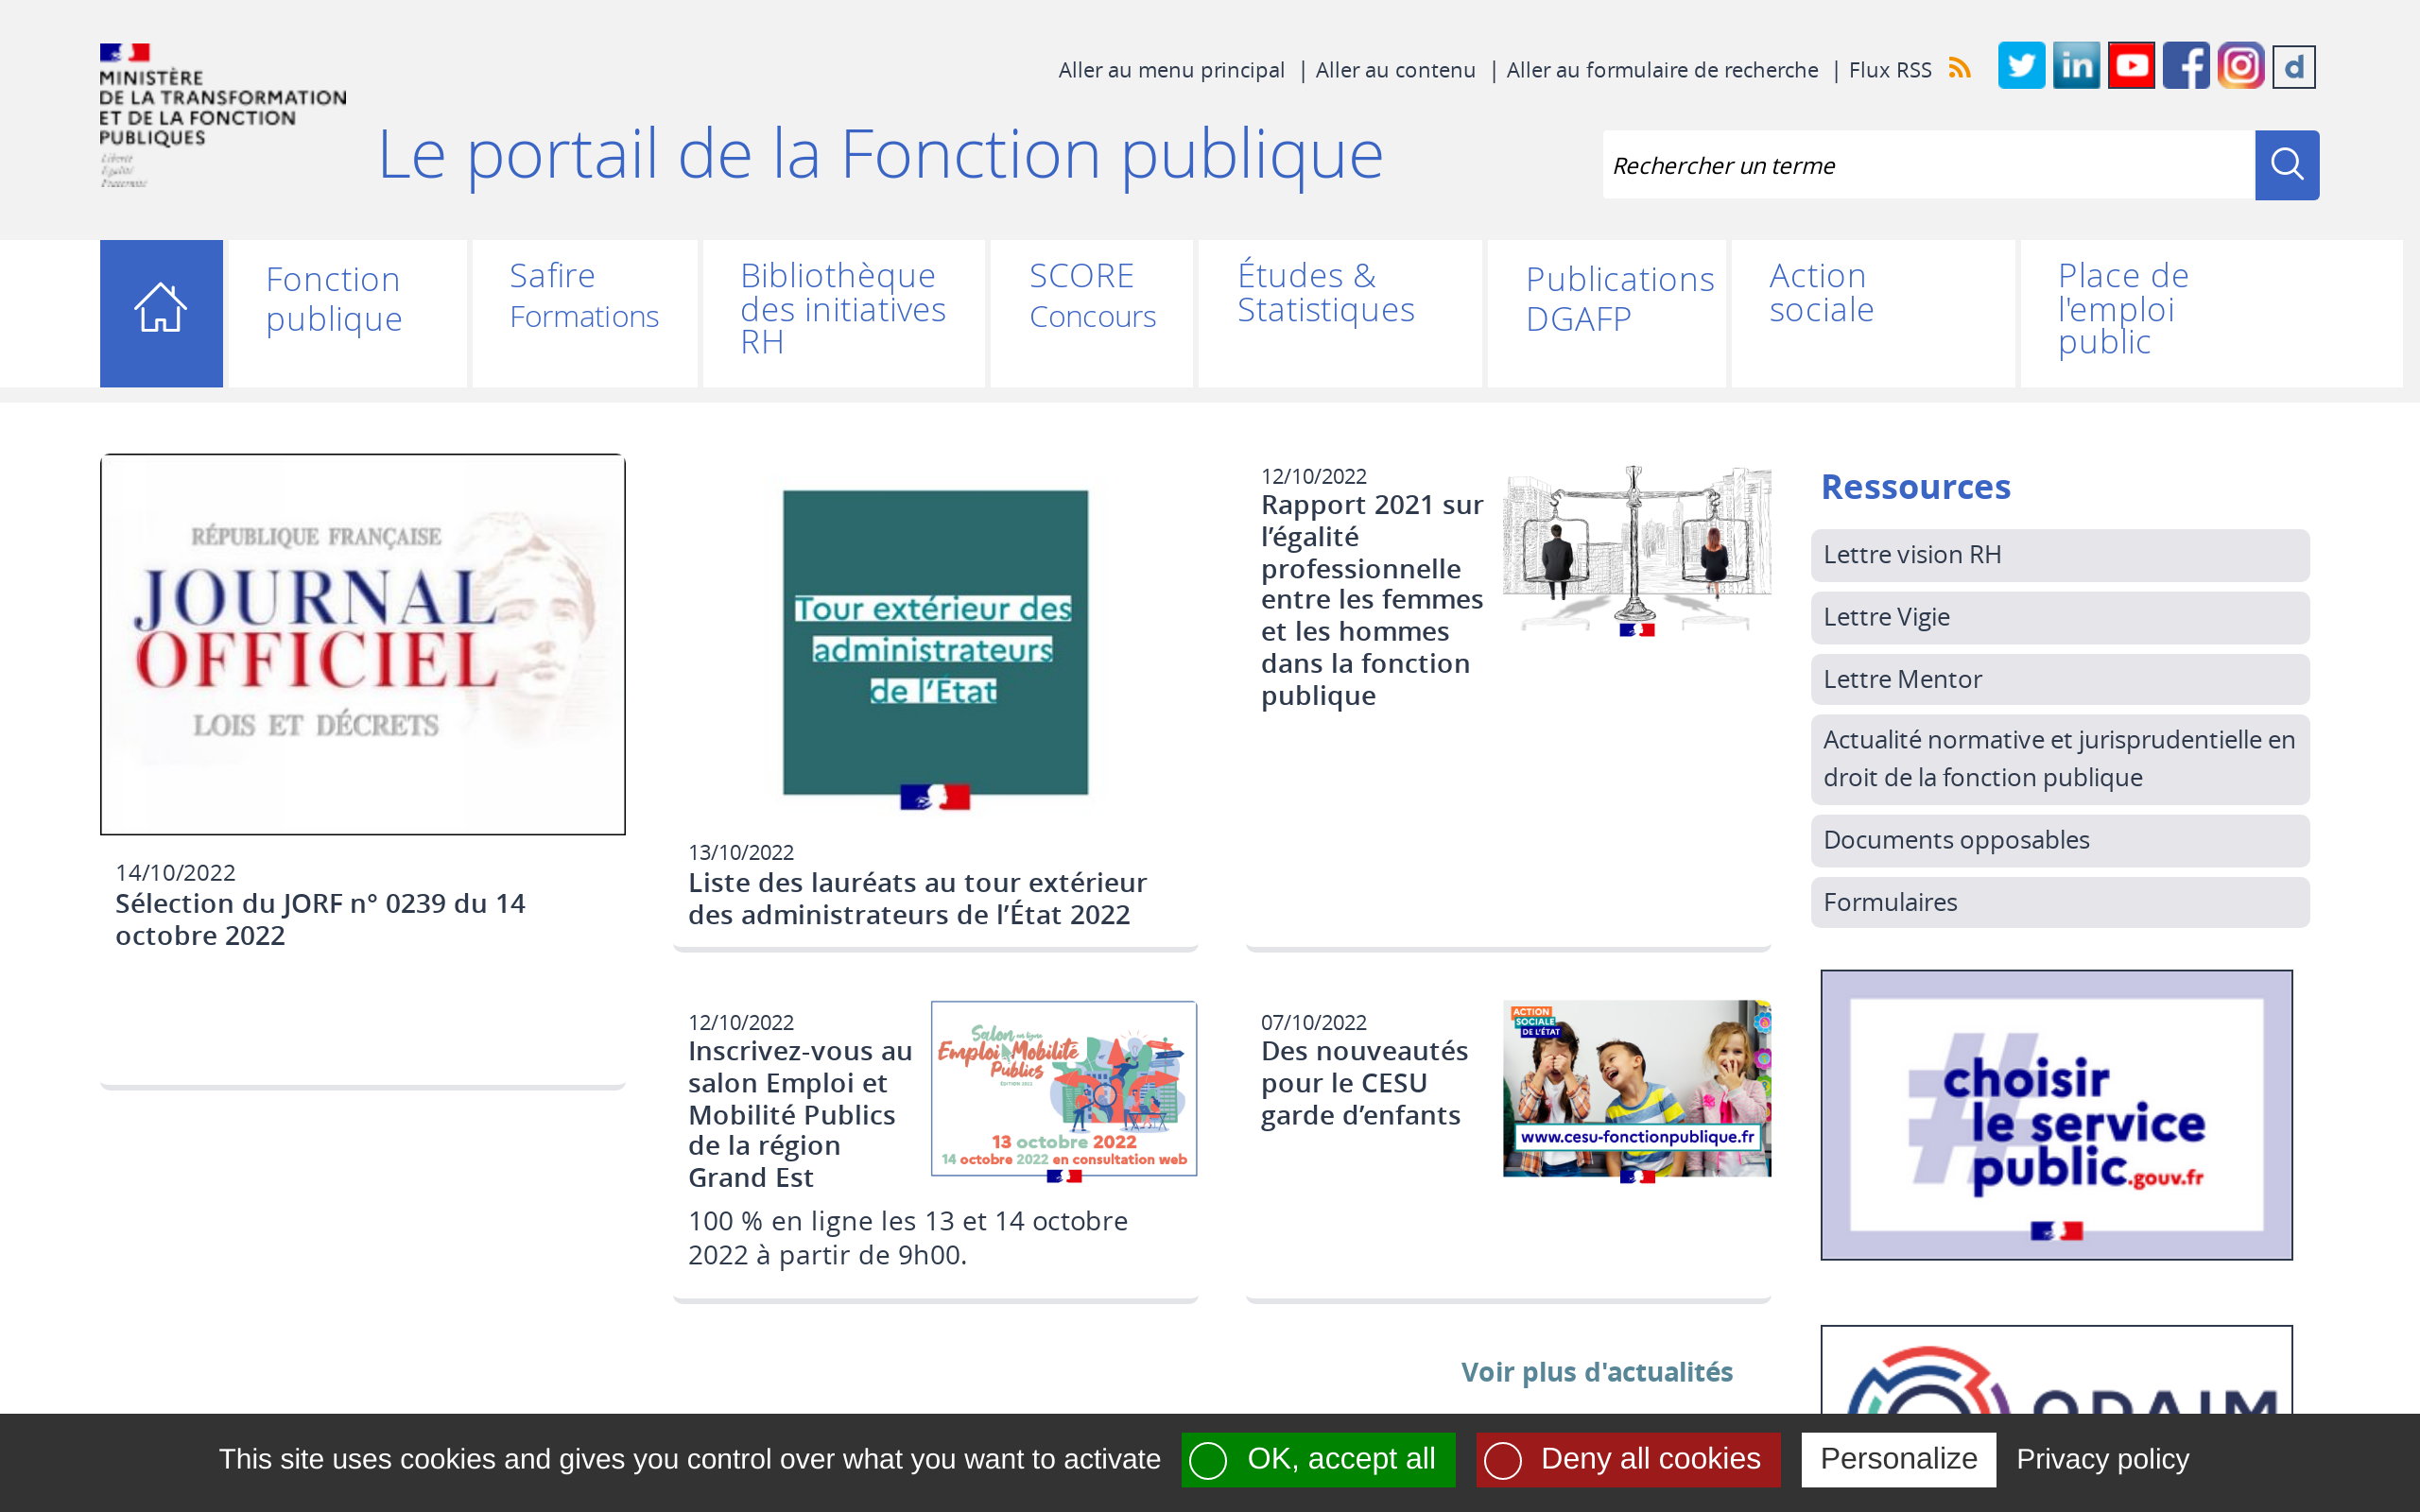 MINISTÈRE
DE LA TRANSFORMATION
ET DE LA FONCTION
PUBLIQUES
Liberté
Égalité
Fraternité
Aller au menu principal | Aller au contenu | Aller au formulaire de recherche | Flux RSS
Le portail de la Fonction publique
Rechercher un terme
Fonction
publique
Safire
Formations
Bibliothèque
des initiatives
RH
SCORE
Concours
Études &
Statistiques
Publications
DGAFP
Action
sociale
Place de
l'emploi
public
RÉPUBLIQUE FRANÇAISE
JOURNAL
OFFICIEL
LOIS ET DÉCRETS
14/10/2022
Sélection du JORF n° 0239 du 14
octobre 2022
Tour extérieur des
administrateurs
de l’État
13/10/2022
Liste des lauréats au tour extérieur
des administrateurs de l’État 2022
12/10/2022
Rapport 2021 sur
l’égalité
professionnelle
entre les femmes
et les hommes
dans la fonction
publique
12/10/2022
Inscrivez-vous au
salon Emploi et
Mobilité Publics
de la région
Grand Est
100 % en ligne les 13 et 14 octobre
2022 à partir de 9h00.
Salon en ligne
Emploi Mobilité
Publics
ÉDITION 2022
13 octobre 2022
14 octobre 2022 en consultation web
07/10/2022
Des nouveautés
pour le CESU
garde d’enfants
ACTION
SOCIALE
DE L'ÉTAT
www.cesu-fonctionpublique.fr
Voir plus d'actualités
Ressources
Lettre vision RH
Lettre Vigie
Lettre Mentor
Actualité normative et jurisprudentielle en
droit de la fonction publique
Documents opposables
Formulaires
#
choisir
le service
public.gouv.fr
This site uses cookies and gives you control over what you want to activate
OK, accept all
Deny all cookies
Personalize
Privacy policy